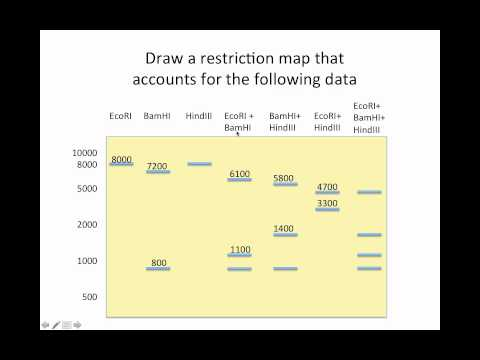 Draw a restriction map that
accounts for the following data
EcoRI BamHI HindIII EcoRI + BamHI+ EcoRI+ EcoRI+
BamHI HindIII HindIII BamHI+
HindIII
10000
8000 8000 7200 6100 5800
5000 4700
3300
2000 1400
1000 800 1100
500